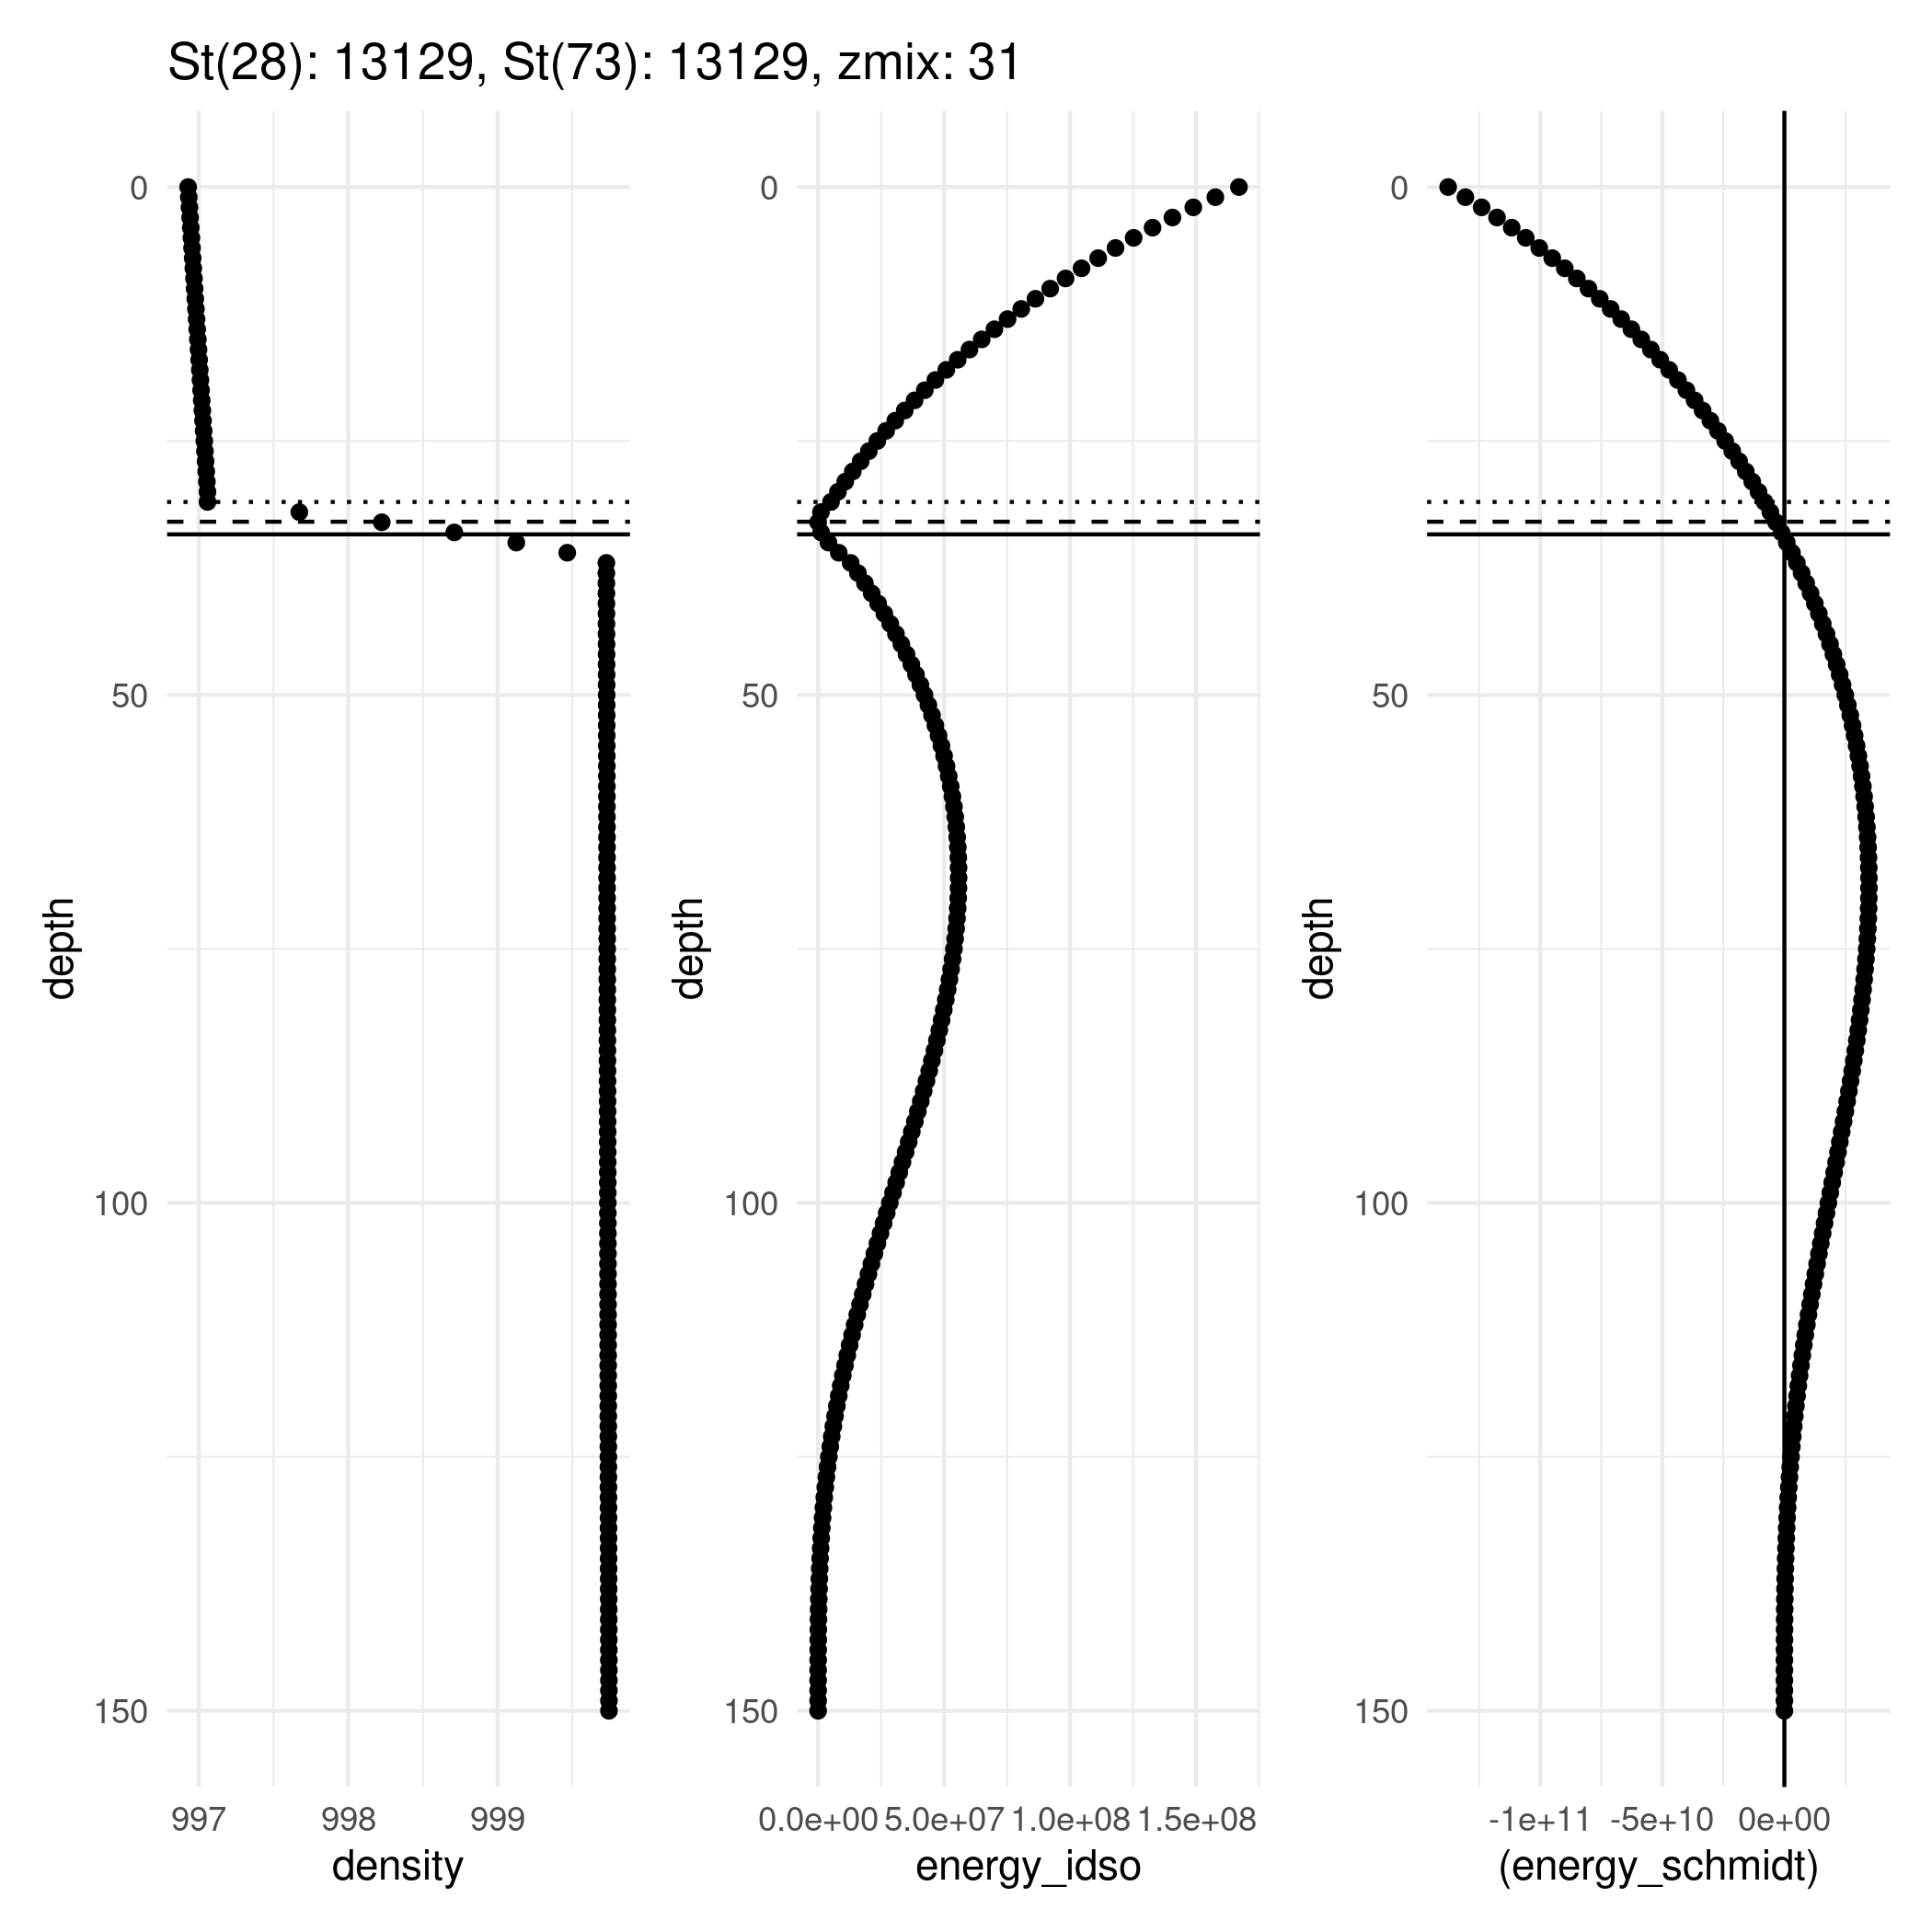 St(28): 13129, St(73): 13129, zmix: 31
0
50
100
150
depth
997 998 999
density
0
50
100
150
depth
0.0e+00 5.0e+07 1.0e+08 1.5e+08
energy_idso
0
50
100
150
depth
-1e+11 -5e+10 0e+00
(energy_schmidt)